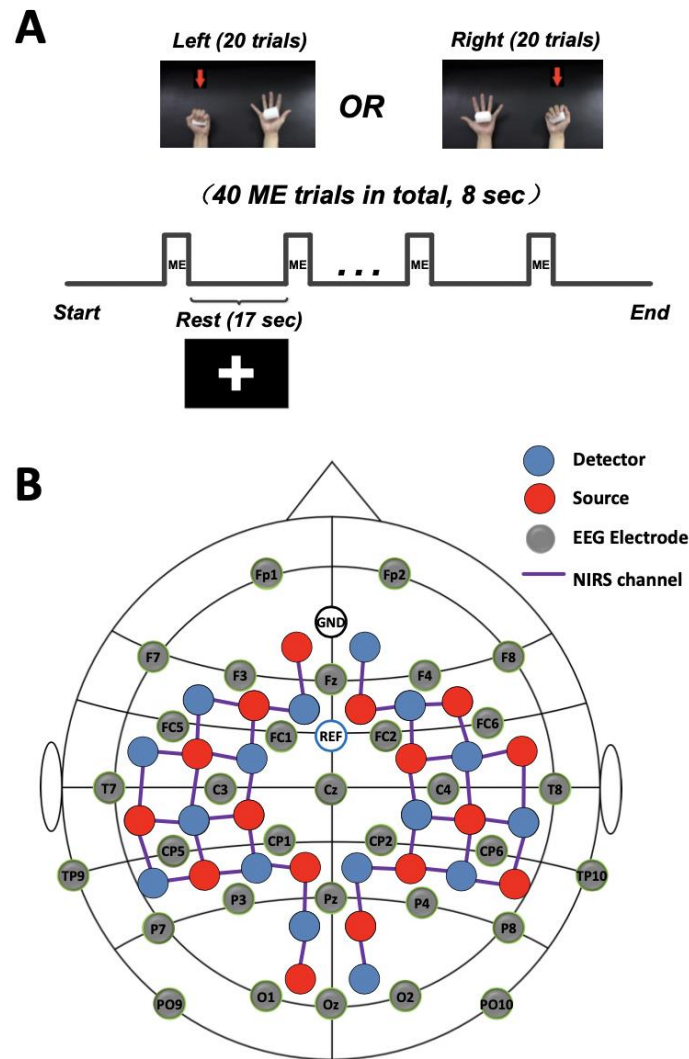 A
Left (20 trials)
Right (20 trials)
OR
（40 ME trials in total, 8 sec）
ME
ME
...
ME
ME
Start
Rest (17 sec)
End
B
Detector
Source
EEG Electrode
NIRS channel
Fp1
Fp2
GND
F7
F3
Fz
F4
F8
FC5
FC1
REF
FC2
FC6
T7
C3
Cz
C4
T8
CP5
CP1
CP2
CP6
TP9
TP10
P3
Pz
P4
P7
P8
O1
Oz
O2
PO9
PO10